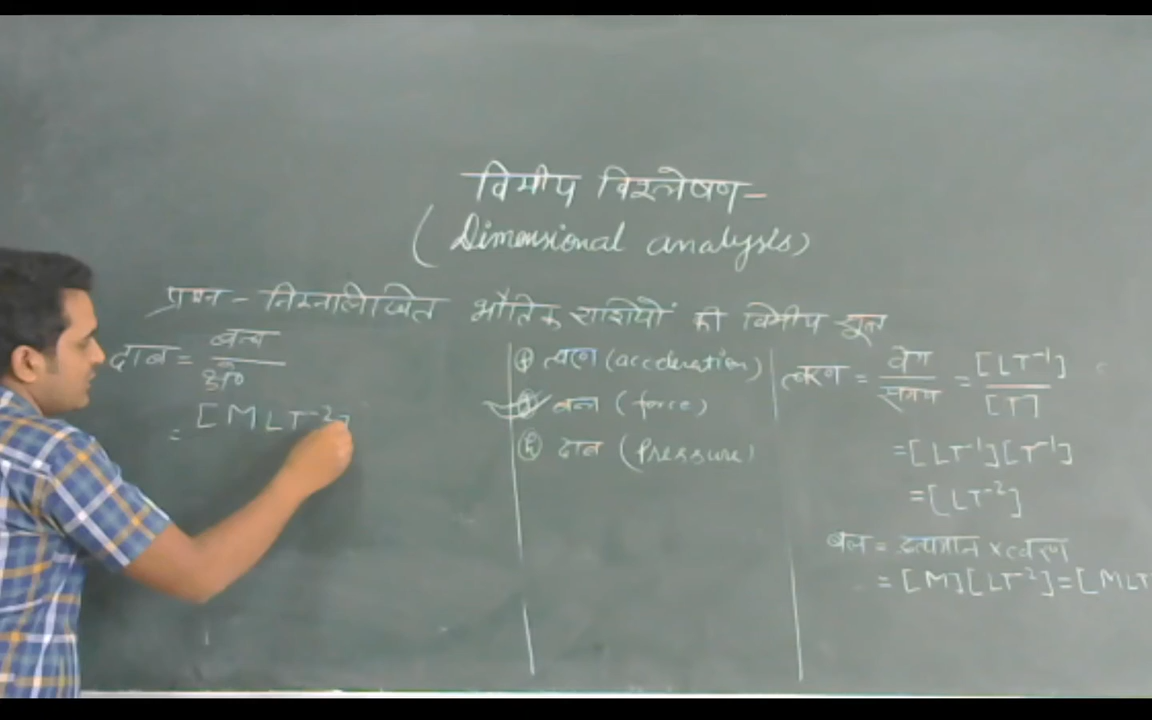 विमीय विश्लेषण-
(Dimensional analysis)
प्रश्न - निम्नलिखित भौतिक राशियों की विमीय सूत्र
दाब = बल / क्षे०
= [MLT⁻²]
त्वरण (acceleration)
बल (force)
दाब (Pressure)
त्वरण = वेग / समय = [LT⁻¹] / [T]
= [LT⁻¹][T⁻¹]
= [LT⁻²]
बल = द्रव्यमान × त्वरण
= [M][LT⁻²] = [MLT